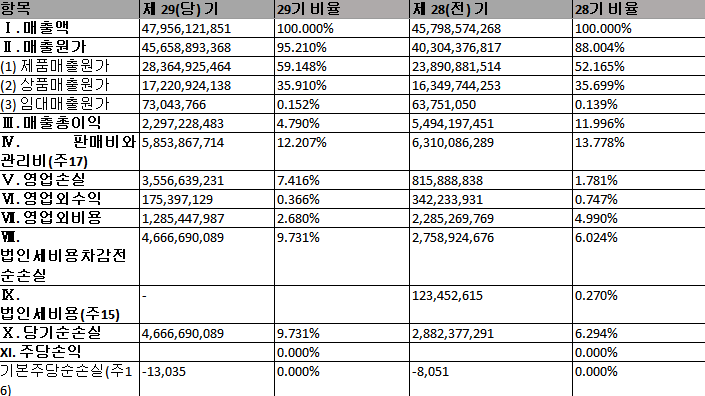 항목 제 29(당) 기 29기 비율 제 28(전) 기 28기 비율
Ⅰ. 매출액 47,956,121,851 100.000% 45,798,574,268 100.000%
Ⅱ. 매출원가 45,658,893,368 95.210% 40,304,376,817 88.004%
(1) 제품매출원가 28,364,925,464 59.148% 23,890,881,514 52.165%
(2) 상품매출원가 17,220,924,138 35.910% 16,349,744,253 35.699%
(3) 임대매출원가 73,043,766 0.152% 63,751,050 0.139%
Ⅲ. 매출총이익 2,297,228,483 4.790% 5,494,197,451 11.996%
Ⅳ. 판매비와 5,853,867,714 12.207% 6,310,086,289 13.778%
관리비(주17)
Ⅴ. 영업손실 3,556,639,231 7.416% 815,888,838 1.781%
Ⅵ. 영업외수익 175,397,129 0.366% 342,233,931 0.747%
Ⅶ. 영업외비용 1,285,447,987 2.680% 2,285,269,769 4.990%
Ⅷ. 4,666,690,089 9.731% 2,758,924,676 6.024%
법인세비용차감전
순손실
Ⅸ. - 123,452,615 0.270%
법인세비용(주15)
Ⅹ. 당기순손실 4,666,690,089 9.731% 2,882,377,291 6.294%
XI. 주당손익 0.000% 0.000%
기본주당순손실(주1 -13,035 0.000% -8,051 0.000%
6)